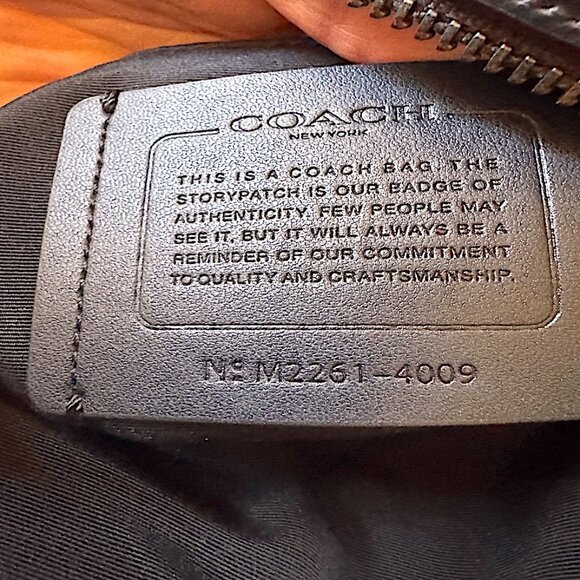 COACH
NEW YORK
THIS IS A COACH BAG. THE
STORYPATCH IS OUR BADGE OF
AUTHENTICITY. FEW PEOPLE MAY
SEE IT, BUT IT WILL ALWAYS BE A
REMINDER OF OUR COMMITMENT
TO QUALITY AND CRAFTSMANSHIP.
Nº M2261-4009